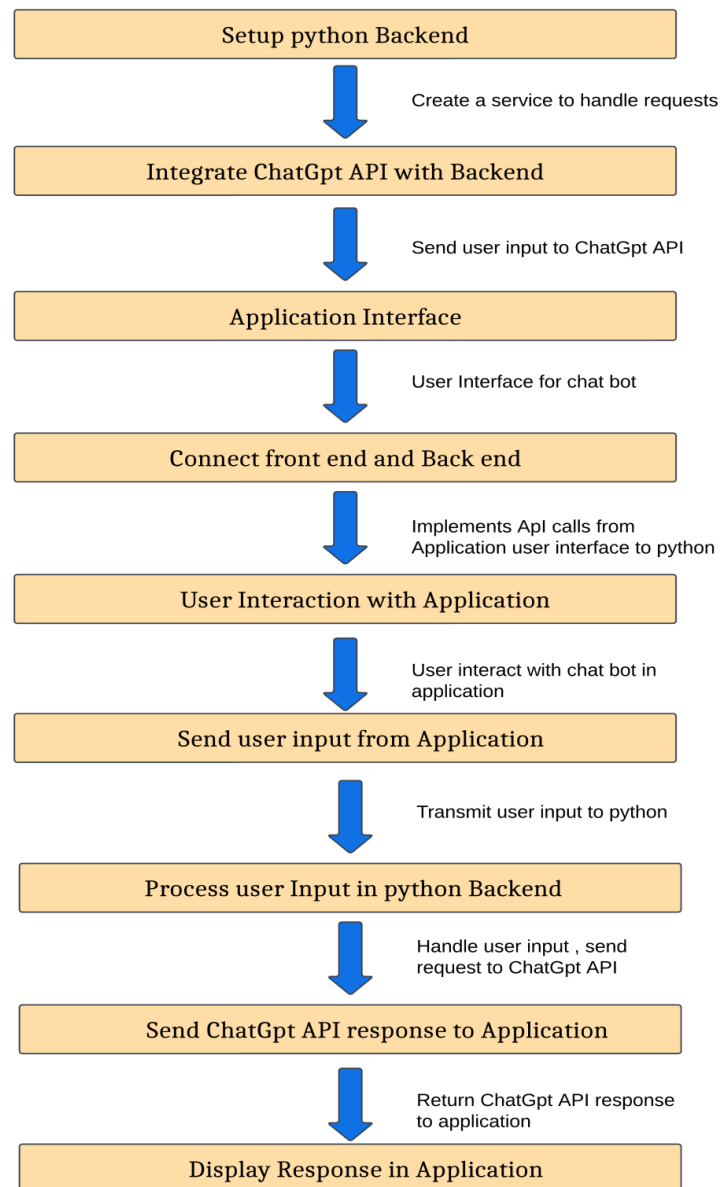 Setup python Backend
Create a service to handle requests
Integrate ChatGpt API with Backend
Send user input to ChatGpt API
Application Interface
User Interface for chat bot
Connect front end and Back end
Implements ApI calls from
Application user interface to python
User Interaction with Application
User interact with chat bot in
application
Send user input from Application
Transmit user input to python
Process user Input in python Backend
Handle user input , send
request to ChatGpt API
Send ChatGpt API response to Application
Return ChatGpt API response
to application
Display Response in Application